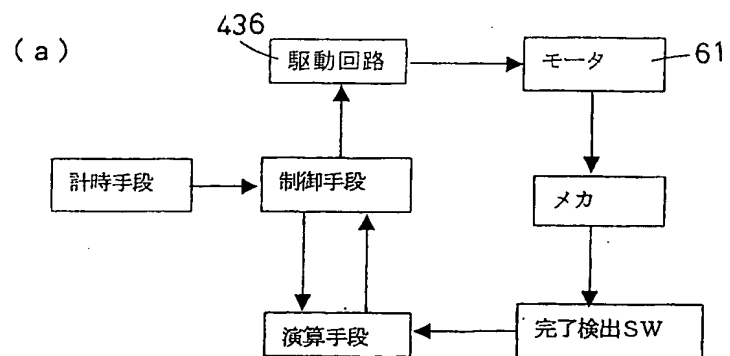 (a)
436
駆動回路
モータ
61
計時手段
制御手段
メカ
演算手段
完了検出SW